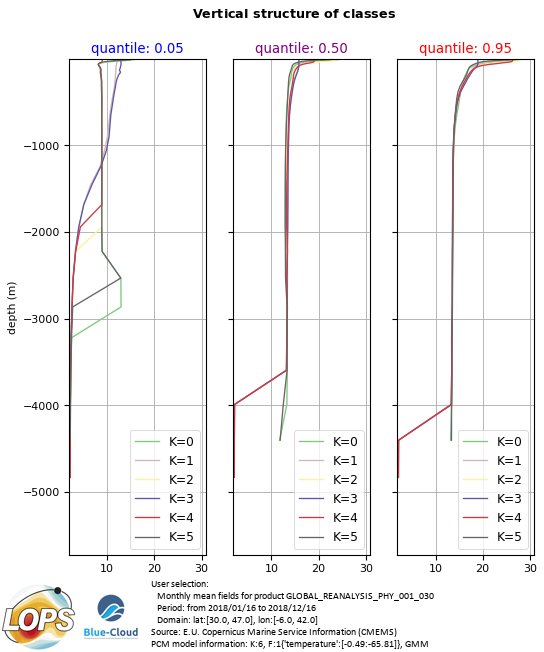 Vertical structure of classes
quantile: 0.05
quantile: 0.50
quantile: 0.95
depth (m)
−1000
−2000
−3000
−4000
−5000
K=0
K=1
K=2
K=3
K=4
K=5
K=0
K=1
K=2
K=3
K=4
K=5
K=0
K=1
K=2
K=3
K=4
K=5
10 20 30
10 20 30
10 20 30
LOPS
Blue-Cloud
User selection:
Monthly mean fields for product GLOBAL_REANALYSIS_PHY_001_030
Period: from 2018/01/16 to 2018/12/16
Domain: lat:[30.0, 47.0], lon:[-6.0, 42.0]
Source: E.U. Copernicus Marine Service Information (CMEMS)
PCM model information: K:6, F:1{'temperature':[-0.49:-65.81]}, GMM